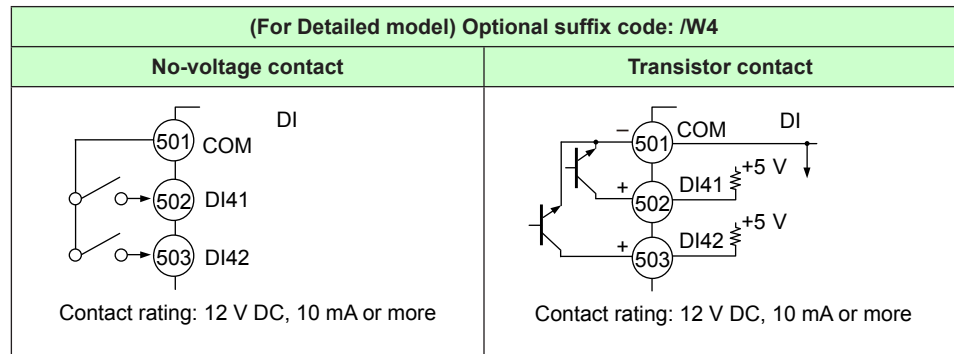 (For Detailed model) Optional suffix code: /W4
No-voltage contact
Transistor contact
DI
501
COM
502
DI41
503
DI42
Contact rating: 12 V DC, 10 mA or more
DI
–
501
COM
+5 V
+
502
DI41
+5 V
+
503
DI42
Contact rating: 12 V DC, 10 mA or more